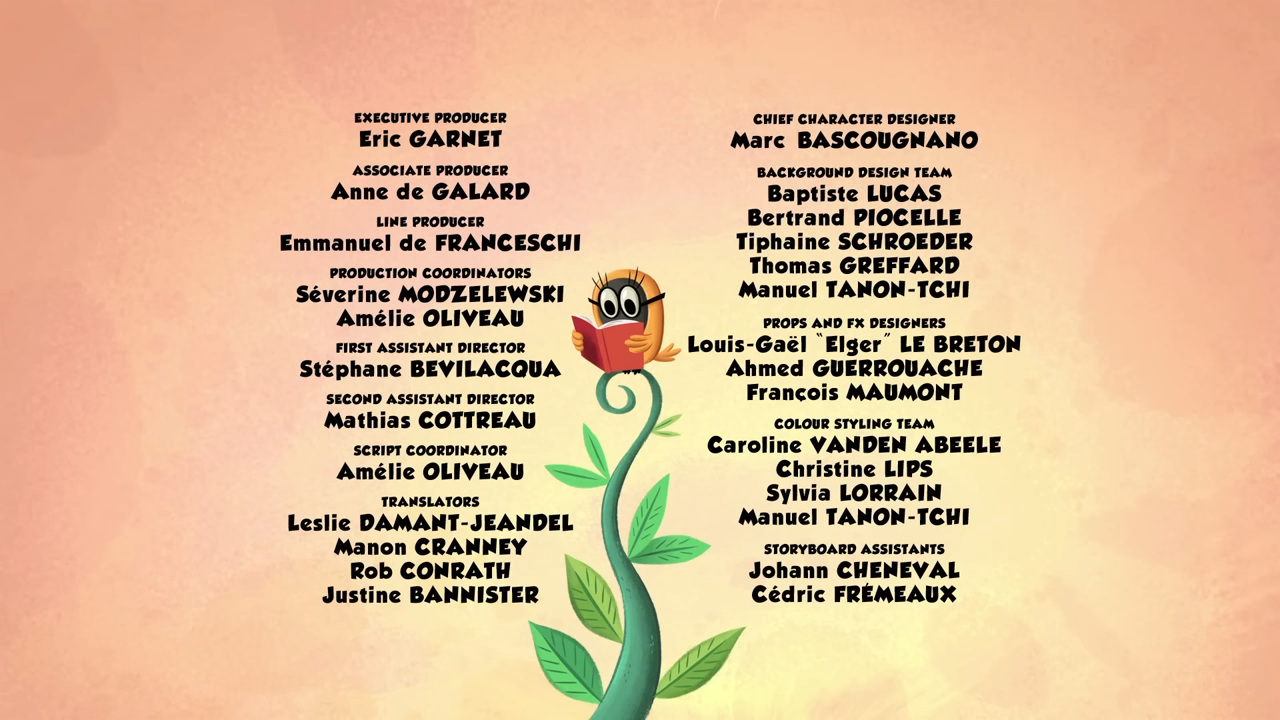 EXECUTIVE PRODUCER
Eric GARNET
ASSOCIATE PRODUCER
Anne de GALARD
LINE PRODUCER
Emmanuel de FRANCESCHI
PRODUCTION COORDINATORS
Séverine MODZELEWSKI
Amélie OLIVEAU
FIRST ASSISTANT DIRECTOR
Stéphane BEVILACQUA
SECOND ASSISTANT DIRECTOR
Mathias COTTREAU
SCRIPT COORDINATOR
Amélie OLIVEAU
TRANSLATORS
Leslie DAMANT-JEANDEL
Manon CRANNEY
Rob CONRATH
Justine BANNISTER
CHIEF CHARACTER DESIGNER
Marc BASCOUGNANO
BACKGROUND DESIGN TEAM
Baptiste LUCAS
Bertrand PIOCELLE
Tiphaine SCHROEDER
Thomas GREFFARD
Manuel TANON-TCHI
PROPS AND FX DESIGNERS
Louis-Gaël "Elger" LE BRETON
Ahmed GUERROUACHE
François MAUMONT
COLOUR STYLING TEAM
Caroline VANDEN ABEELE
Christine LIPS
Sylvia LORRAIN
Manuel TANON-TCHI
STORYBOARD ASSISTANTS
Johann CHENEVAL
Cédric FRÉMEAUX